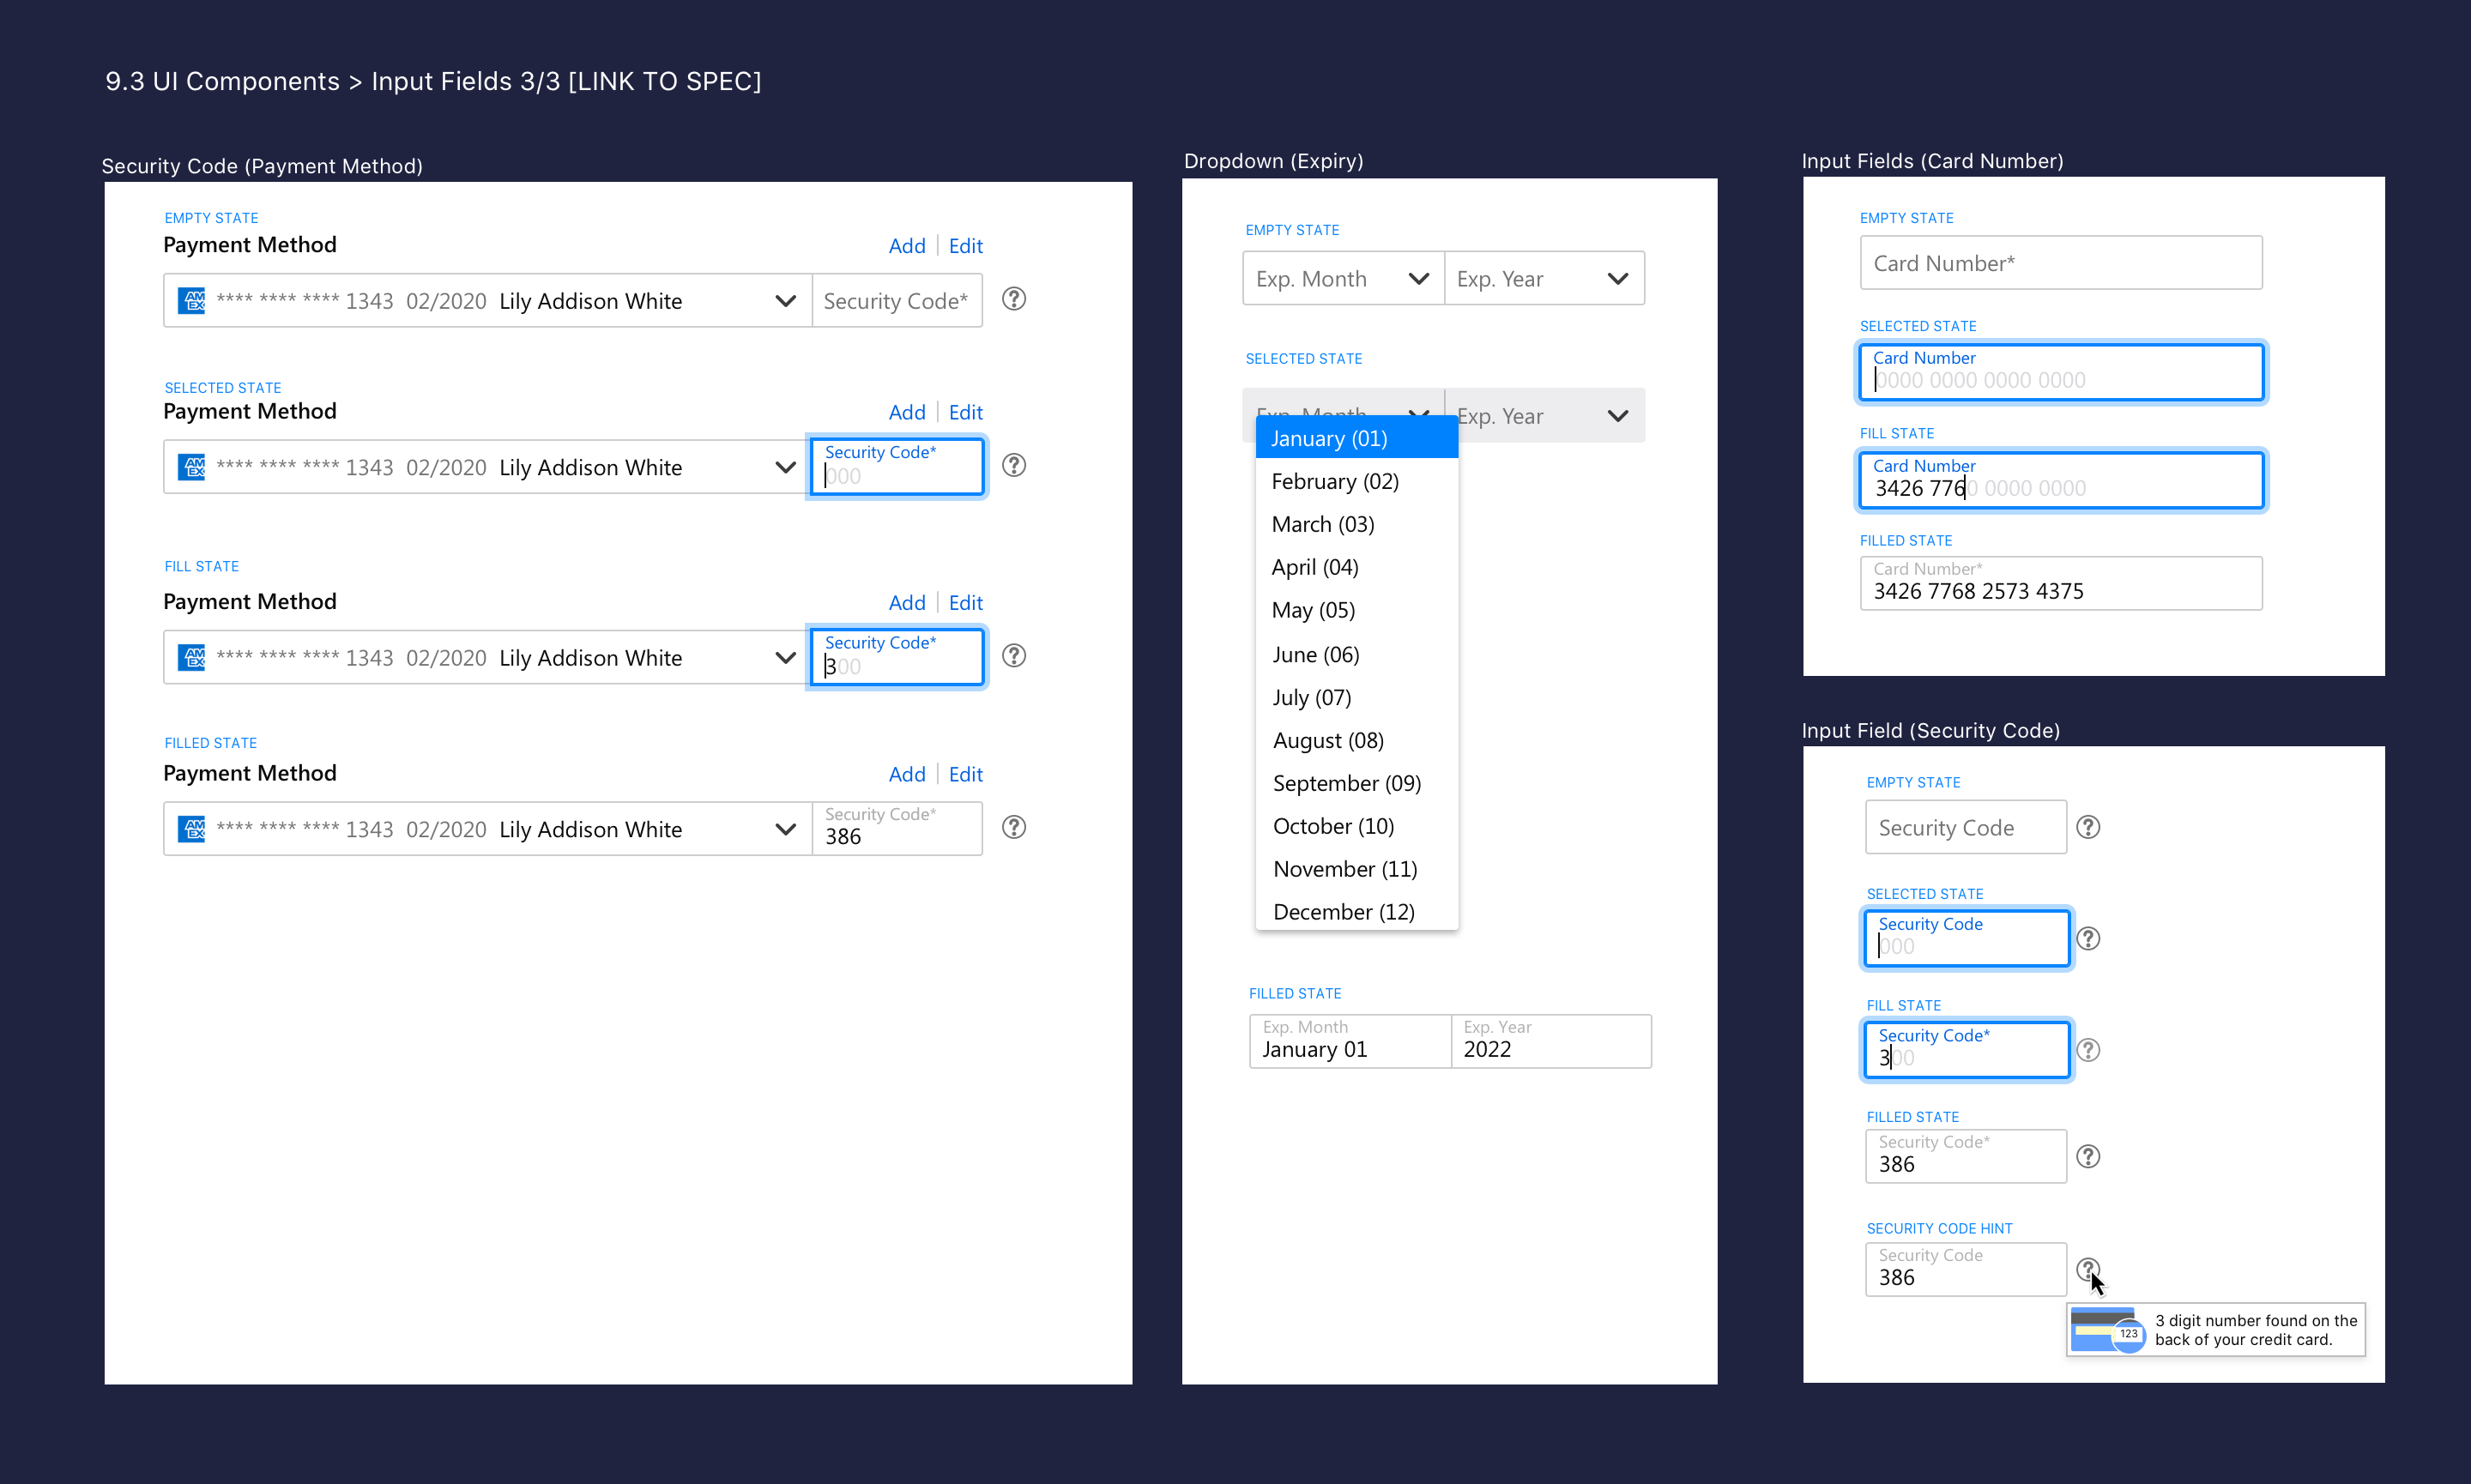 9.3 UI Components > Input Fields 3/3 [LINK TO SPEC]
Security Code (Payment Method)
EMPTY STATE
Payment Method
Add | Edit
AMEX **** **** **** 1343 02/2020 Lily Addison White
Security Code*
?
SELECTED STATE
Payment Method
Add | Edit
AMEX **** **** **** 1343 02/2020 Lily Addison White
Security Code*
000
?
FILL STATE
Payment Method
Add | Edit
AMEX **** **** **** 1343 02/2020 Lily Addison White
Security Code*
300
?
FILLED STATE
Payment Method
Add | Edit
AMEX **** **** **** 1343 02/2020 Lily Addison White
Security Code*
386
?
Dropdown (Expiry)
EMPTY STATE
Exp. Month
Exp. Year
SELECTED STATE
Exp. Month
Exp. Year
January (01)
February (02)
March (03)
April (04)
May (05)
June (06)
July (07)
August (08)
September (09)
October (10)
November (11)
December (12)
FILLED STATE
Exp. Month
January 01
Exp. Year
2022
Input Fields (Card Number)
EMPTY STATE
Card Number*
SELECTED STATE
Card Number
0000 0000 0000 0000
FILL STATE
Card Number
3426 7760 0000 0000
FILLED STATE
Card Number*
3426 7768 2573 4375
Input Field (Security Code)
EMPTY STATE
Security Code
?
SELECTED STATE
Security Code
000
?
FILL STATE
Security Code*
300
?
FILLED STATE
Security Code*
386
?
SECURITY CODE HINT
Security Code
386
?
123
3 digit number found on the
back of your credit card.